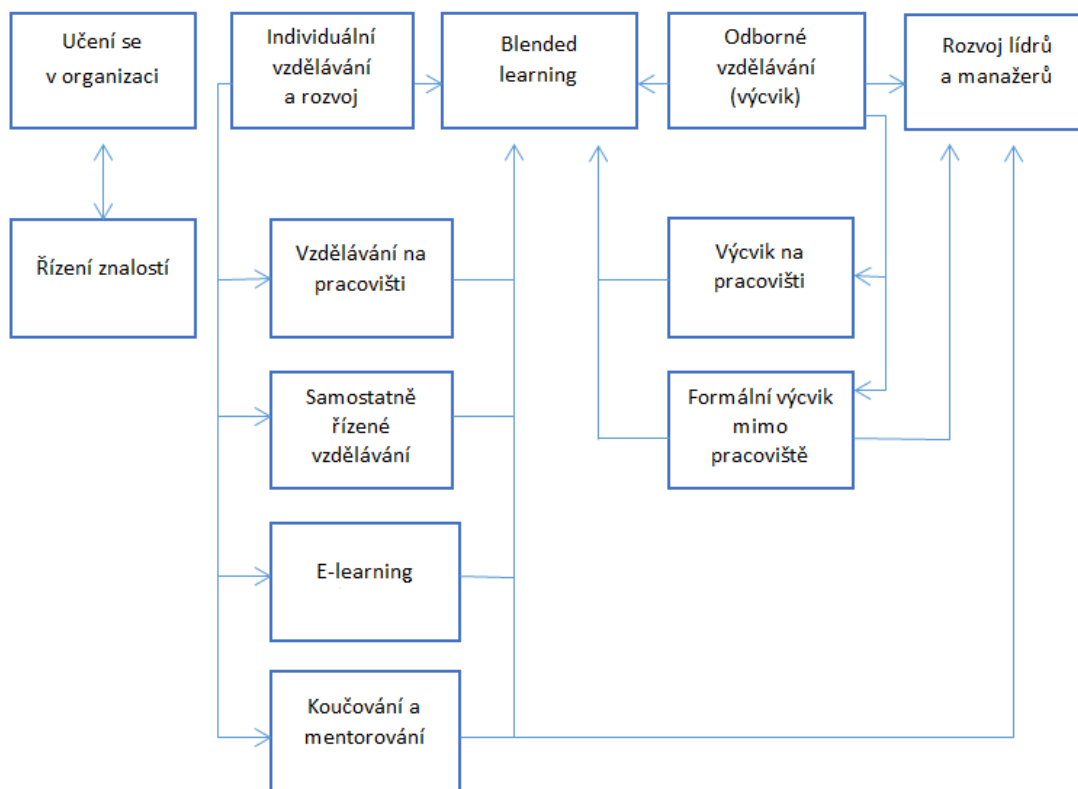 Učení se
v organizaci
Individuální
vzdělávání
a rozvoj
Blended
learning
Odborné
vzdělávání
(výcvik)
Rozvoj lídrů
a manažerů
Řízení znalostí
Vzdělávání na
pracovišti
Výcvik na
pracovišti
Samostatně
řízené
vzdělávání
Formální výcvik
mimo
pracoviště
E-learning
Koučování a
mentorování